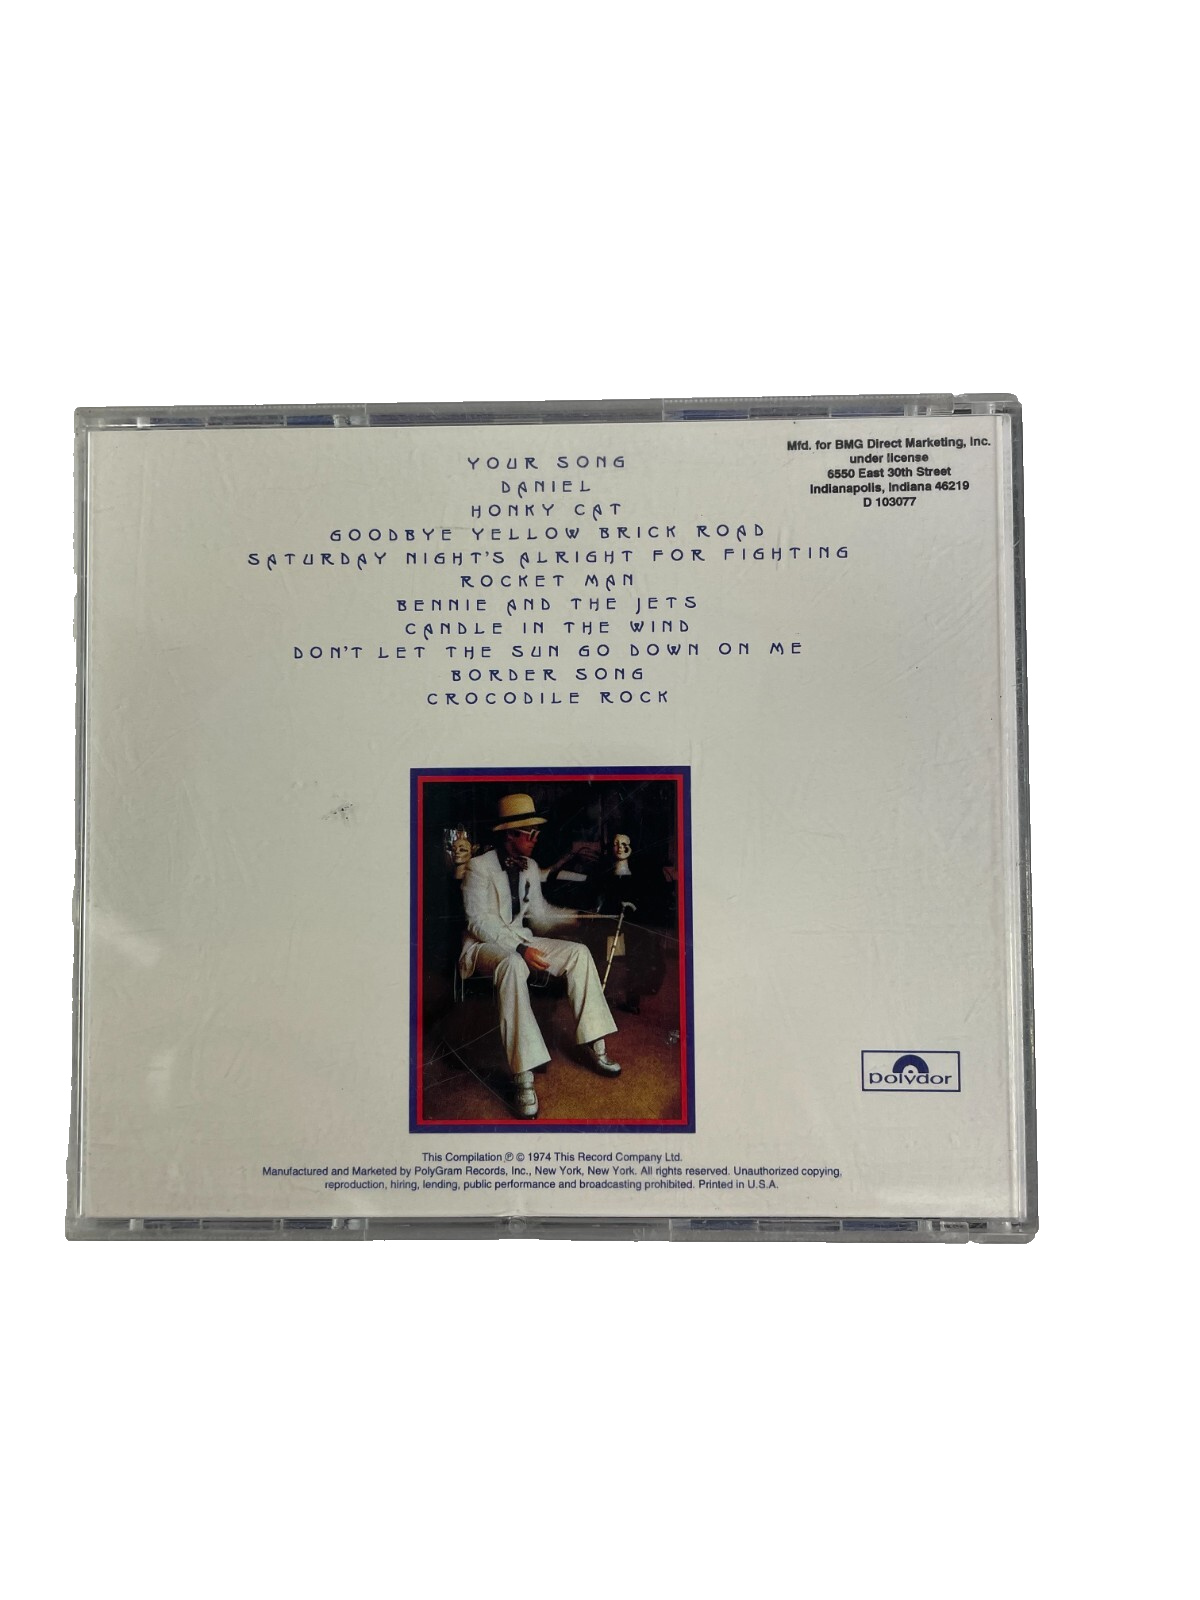 YOUR SONG
DANIEL
HONKY CAT
GOODBYE YELLOW BRICK ROAD
SATURDAY NIGHT'S ALRIGHT FOR FIGHTING
ROCKET MAN
BENNIE AND THE JETS
CANDLE IN THE WIND
DON'T LET THE SUN GO DOWN ON ME
BORDER SONG
CROCODILE ROCK
Mfd. for BMG Direct Marketing, Inc.
under license
6550 East 30th Street
Indianapolis, Indiana 46219
D 103077
polydor
This Compilation ℗ © 1974 This Record Company Ltd.
Manufactured and Marketed by PolyGram Records, Inc., New York, New York. All rights reserved. Unauthorized copying,
reproduction, hiring, lending, public performance and broadcasting prohibited. Printed in U.S.A.